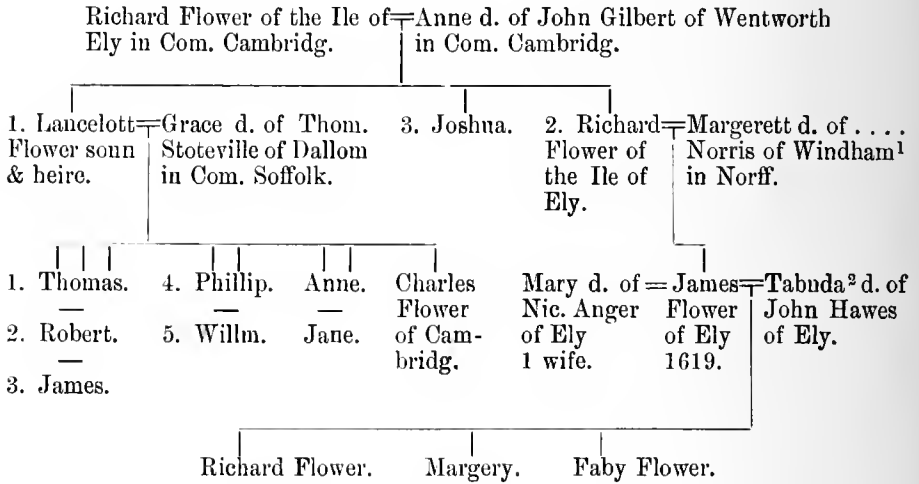 Richard Flower of the Ile of=Anne d. of John Gilbert of Wentworth
Ely in Com. Cambridg. in Com. Cambridg.
1. Lancelott=Grace d. of Thom.
Flower sonn Stoteville of Dallom
& heire. in Com. Soffolk.
3. Joshua.
2. Richard=Margerett d. of . . . .
Flower of Norris of Windham¹
the Ile of in Norff.
Ely.
1. Thomas.
—
2. Robert.
—
3. James.
4. Phillip.
—
5. Willm.
Anne.
—
Jane.
Charles
Flower
of Cam-
bridg.
Mary d. of = James=Tabuda² d. of
Nic. Anger Flower John Hawes
of Ely of Ely of Ely.
1 wife. 1619.
Richard Flower. Margery. Faby Flower.